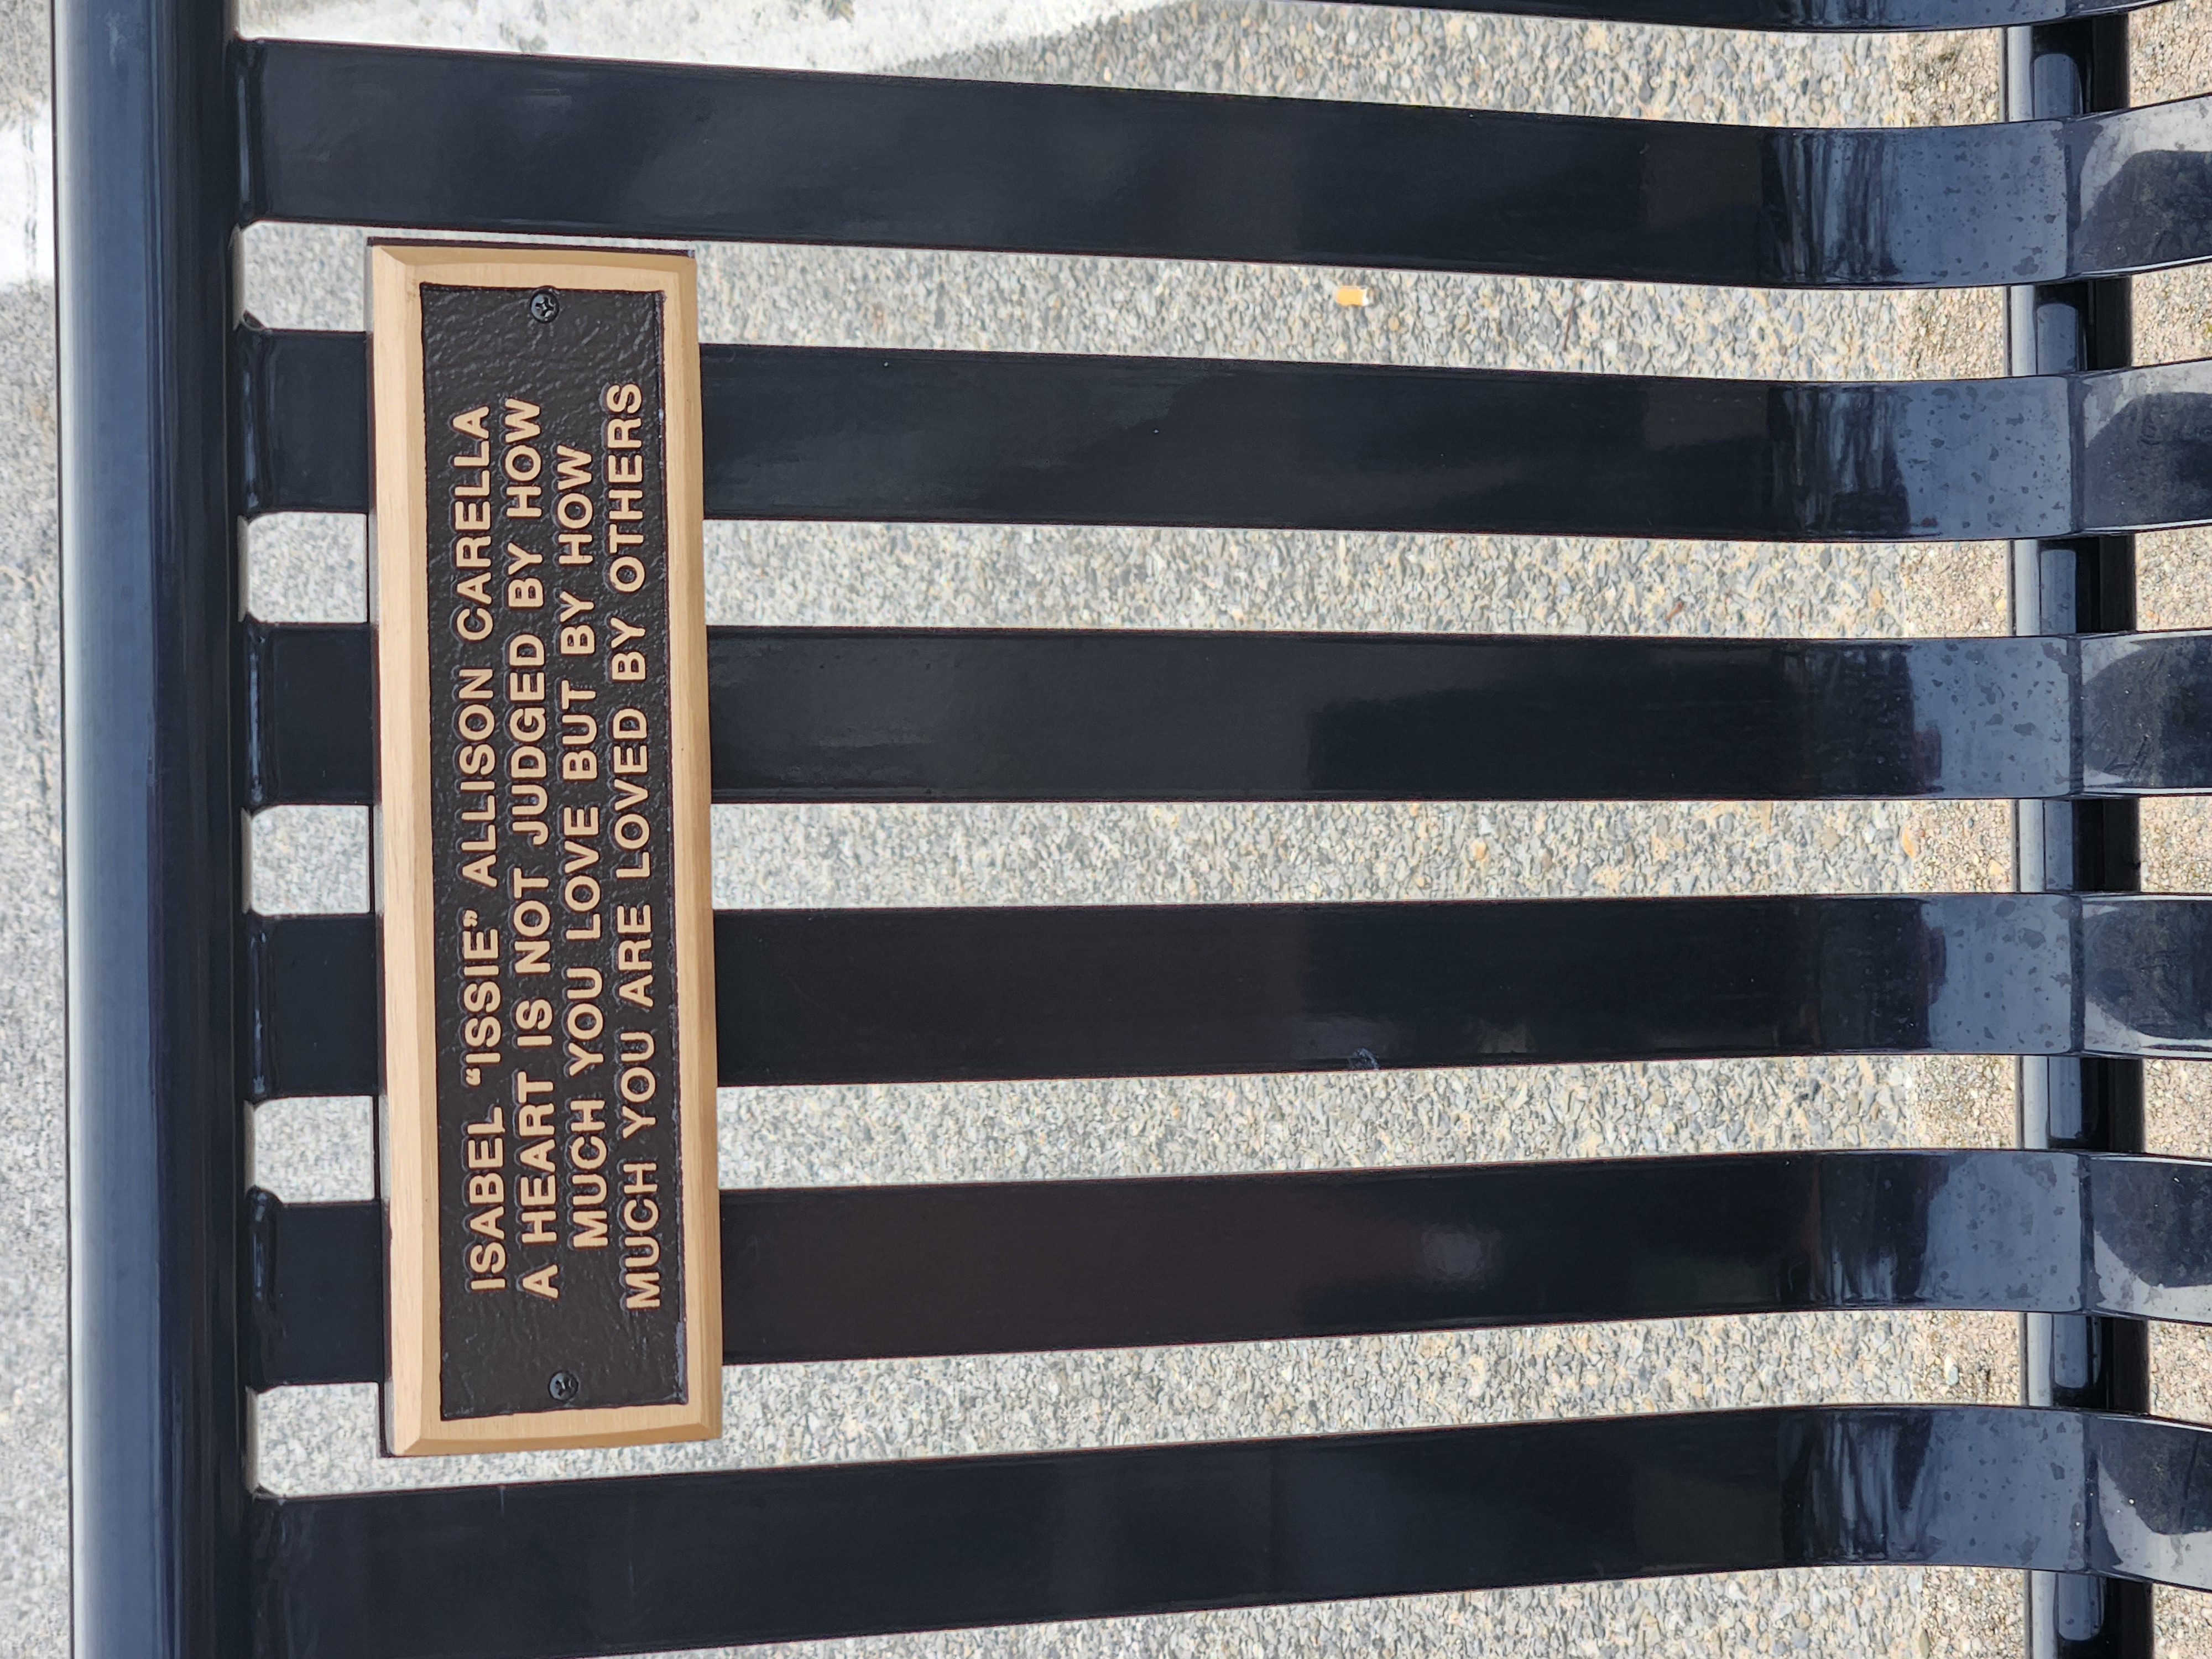 ISABEL “ISSIE” ALLISON CARELLA
A HEART IS NOT JUDGED BY HOW
MUCH YOU LOVE BUT BY HOW
MUCH YOU ARE LOVED BY OTHERS